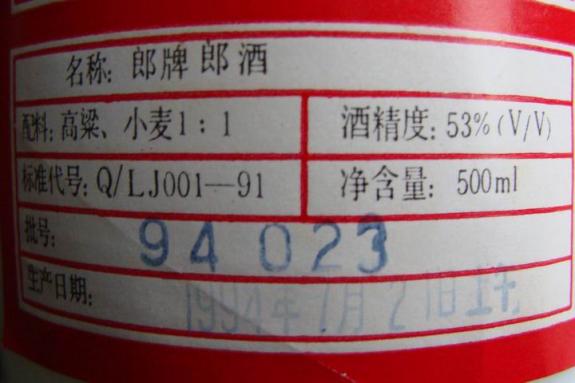 名称: 郎牌郎酒
配料: 高粱、小麦1:1 酒精度: 53% (V/V)
标准代号: Q/LJ001—91 净含量: 500ml
批号: 94 023
生产日期: 1994年7月2日上午